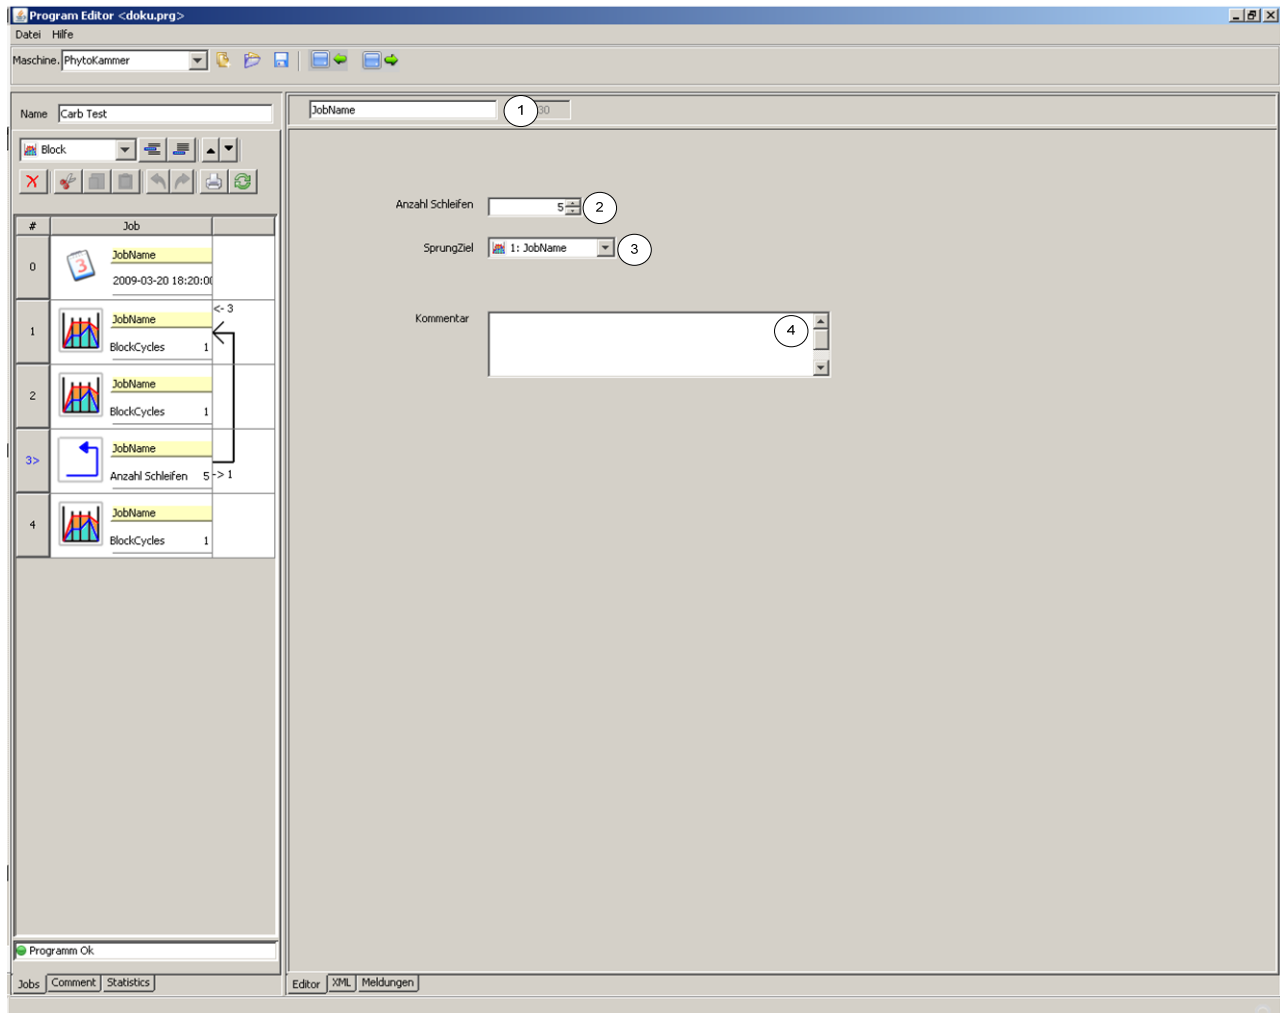 Program Editor <doku.prg>
Datei Hilfe
Maschine. PhytoKammer
Name Carb Test
JobName 1 30
Block
Anzahl Schleifen 5 2
# Job
SprungZiel 1: JobName 3
0 JobName
2009-03-20 18:20:00
Kommentar 4
<- 3
1 JobName
BlockCycles 1
2 JobName
BlockCycles 1
3> JobName
Anzahl Schleifen 5 -> 1
4 JobName
BlockCycles 1
Programm Ok
Jobs Comment Statistics
Editor XML Meldungen